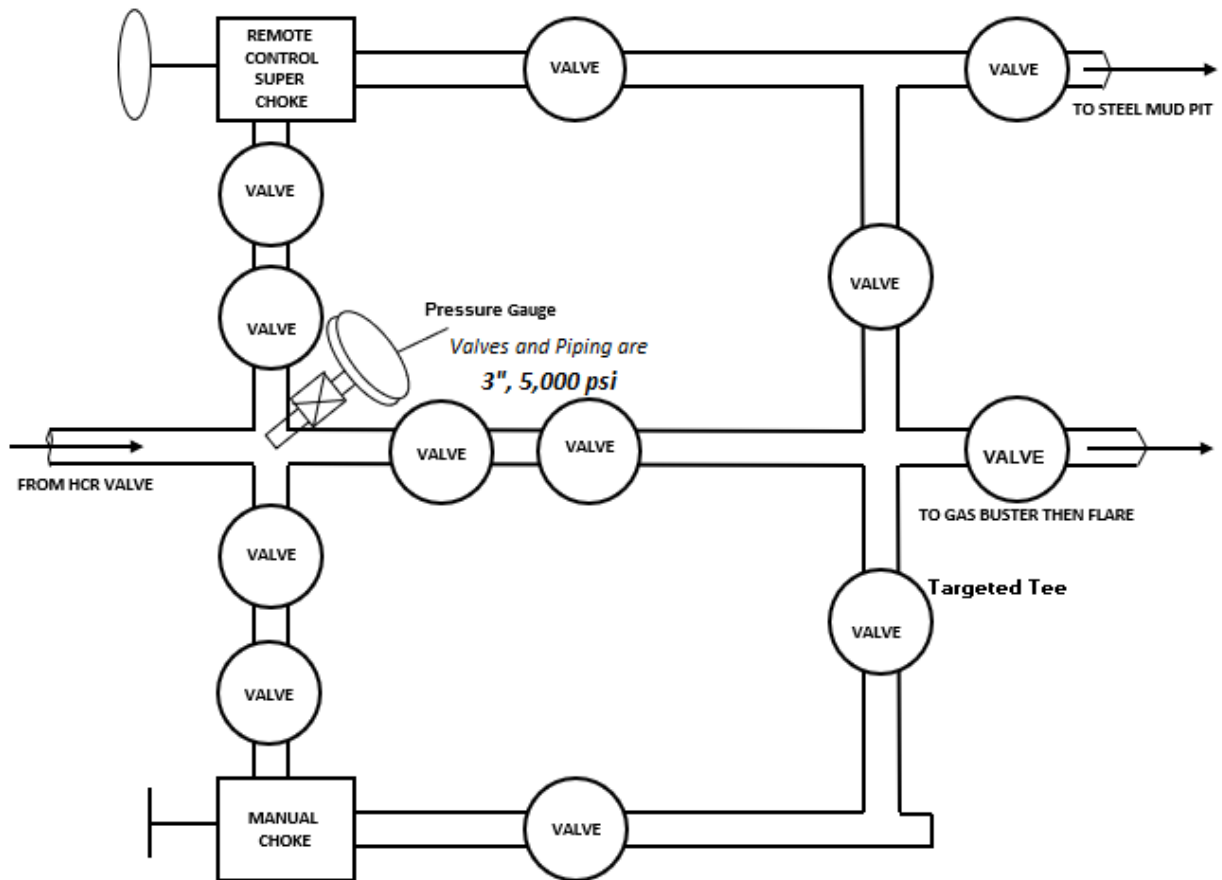 REMOTE
CONTROL
SUPER
CHOKE
VALVE
VALVE
TO STEEL MUD PIT
VALVE
VALVE
VALVE
Pressure Gauge
Valves and Piping are
3", 5,000 psi
FROM HCR VALVE
VALVE
VALVE
VALVE
TO GAS BUSTER THEN FLARE
VALVE
Targeted Tee
VALVE
VALVE
MANUAL
CHOKE
VALVE